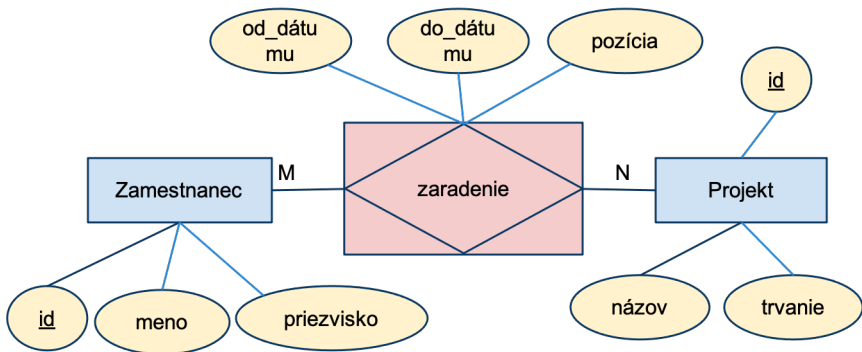 od_dátu
mu
do_dátu
mu
pozícia
id
Zamestnanec
M
zaradenie
N
Projekt
id
meno
priezvisko
názov
trvanie